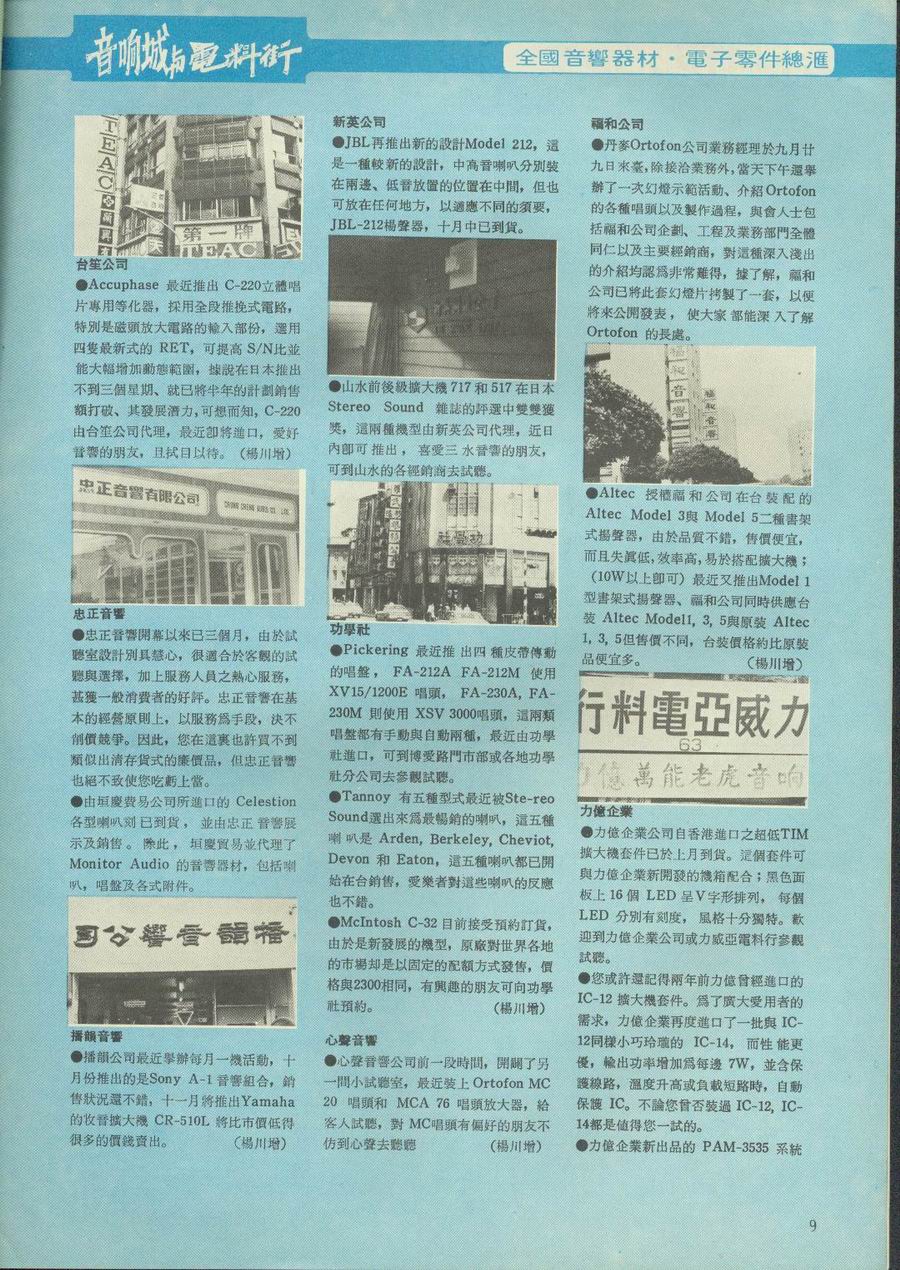 音响城与電料街
全國音響器材・電子零件總滙
TEAC
第一牌
TEAC
台笙公司
●Accuphase 最近推出 C-220立體唱
片專用等化器，採用全段推挽式電路，
特別是磁頭放大電路的輸入部份，選用
四隻最新式的 RET，可提高 S/N比並
能大幅增加動態範圍，據說在日本推出
不到三個星期、就已將半年的計劃銷售
額打破、其發展潛力,可想而知, C-220
由台笙公司代理，最近卽將進口，愛好
音響的朋友，且拭目以待。（楊川增）
忠正音響有限公司
CHUNG CHENG AUDIO CO. LTD.
忠正音響
●忠正音響開幕以來已三個月，由於試
聽室設計別具慧心，很適合於客觀的試
聽與選擇，加上服務人員之熱心服務，
甚獲一般消費者的好評。忠正音響在基
本的經營原則上，以服務爲手段，決不
削價競爭。因此，您在這裏也許買不到
類似出清存貨式的廉價品，但忠正音響
也絕不致使您吃虧上當。
●由垣慶貿易公司所進口的 Celestion
各型喇叭刻已到貨，並由忠正音響展
示及銷售。除此，垣慶貿易並代理了
Monitor Audio 的音響器材，包括喇
叭，唱盤及各式附件。
司公響音韻播
播韻音響
●播韻公司最近擧辦每月一機活動，十
月份推出的是Sony A-1 音響組合，銷
售狀況還不錯，十一月將推出Yamaha
的收音擴大機 CR-510L 將比市價低得
很多的價錢賣出。（楊川增）
新英公司
●JBL再推出新的設計Model 212，這
是一種較新的設計，中高音喇叭分別裝
在兩邊、低音放置的位置在中間，但也
可放在任何地方，以適應不同的須要，
JBL-212楊聲器，十月中已到貨。
●山水前後級擴大機 717 和 517 在日本
Stereo Sound 雜誌的評選中雙雙獲
獎，這兩種機型由新英公司代理，近日
內卽可推出，喜愛三水音響的朋友，
可到山水的各經銷商去試聽。
社學功
功學社
●Pickering 最近推出四種皮帶傳動
的唱盤， FA-212A FA-212M 使用
XV15/1200E 唱頭， FA-230A, FA-
230M 則使用 XSV 3000唱頭，這兩類
唱盤都有手動與自動兩種，最近由功學
社進口，可到博愛路門市部或各地功學
社分公司去參觀試聽。
●Tannoy 有五種型式最近被Ste-reo
Sound選出來爲最暢銷的喇叭，這五種
喇叭是 Arden, Berkeley, Cheviot,
Devon 和 Eaton，這五種喇叭都已開
始在台銷售，愛樂者對這些喇叭的反應
也不錯。
●McIntosh C-32 目前接受預約訂貨，
由於是新發展的機型，原廠對世界各地
的市場却是以固定的配額方式發售，價
格與2300相同，有興趣的朋友可向功學
社預約。（楊川增）
心聲音響
●心聲音響公司前一段時間，開闢了另
一間小試聽室，最近裝上 Ortofon MC
20 唱頭和 MCA 76 唱頭放大器，給
客人試聽，對 MC唱頭有偏好的朋友不
仿到心聲去聽聽（楊川增）
福和公司
●丹麥Ortofon公司業務經理於九月廿
九日來臺,除接洽業務外,當天下午還舉
辦了一次幻燈示範活動、介紹Ortofon
的各種唱頭以及製作過程，與會人士包
括福和公司企劃、工程及業務部門全體
同仁以及主要經銷商，對這種深入淺出
的介紹均認爲非常難得，據了解，福和
公司已將此套幻燈片拷製了一套，以便
將來公開發表，使大家都能深入了解
Ortofon 的長處。
福和音響
福和音響
●Altec 授權福和公司在台裝配的
Altec Model 3與 Model 5二種書架
式揚聲器，由於品質不錯，售價便宜，
而且失眞低,效率高,易於搭配擴大機；
（10W以上卽可）最近又推出Model 1
型書架式揚聲器、福和公司同時供應台
裝 Altec Model1, 3, 5與原裝 Altec
1, 3, 5但售價不同，台裝價格約比原裝
品便宜多。（楊川增）
行料電亞威力
63
力億萬能老虎音响
力億企業
●力億企業公司自香港進口之超低TIM
擴大機套件已於上月到貨。這個套件可
與力億企業新開發的機箱配合；黑色面
板上 16 個 LED 呈V字形排列，每個
LED 分別有刻度，風格十分獨特。歡
迎到力億企業公司或力威亞電料行參觀
試聽。
●您或許還記得兩年前力億曾經進口的
IC-12 擴大機套件。爲了廣大愛用者的
需求，力億企業再度進口了一批與 IC-
12同樣小巧玲瓏的 IC-14，而性能更
優，輸出功率增加爲每邊 7W，並含保
護線路，溫度升高或負載短路時，自動
保護 IC。不論您曾否裝過 IC-12, IC-
14都是値得您一試的。
●力億企業新出品的 PAM-3535 系統
9